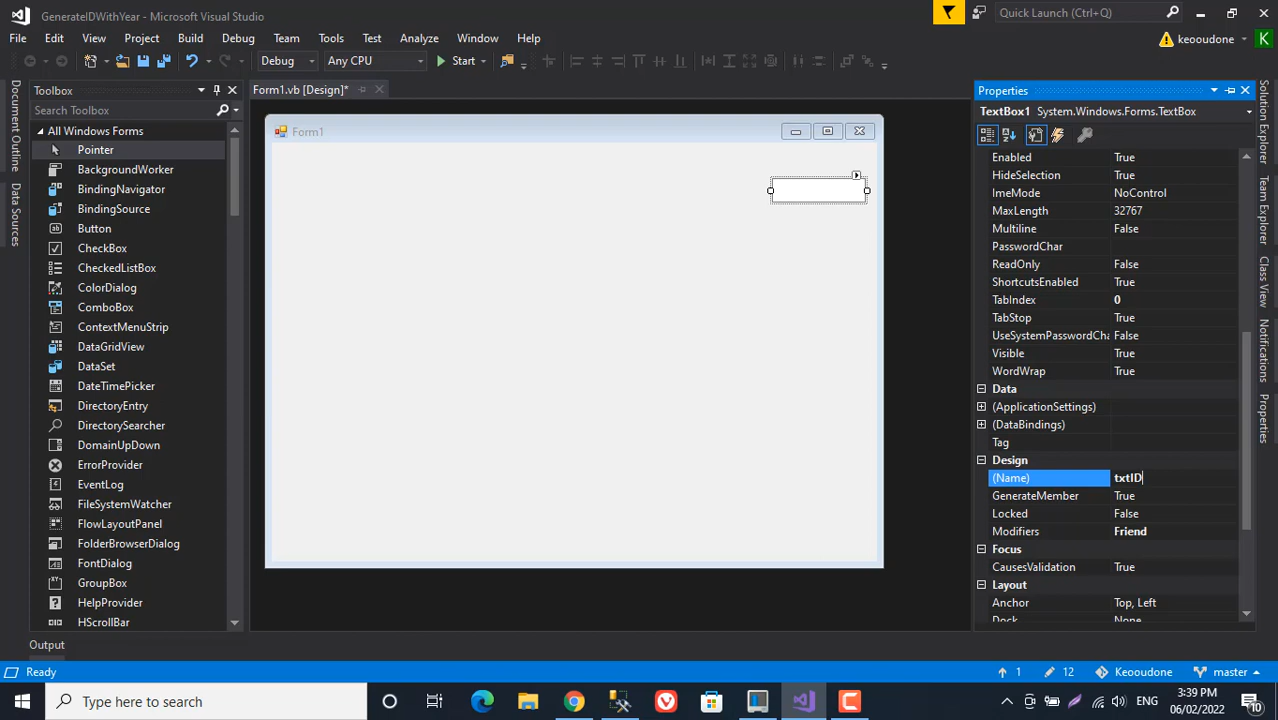 GenerateIDWithYear - Microsoft Visual Studio
Quick Launch (Ctrl+Q)
File Edit View Project Build Debug Team Tools Test Analyze Window Help
keooudone K
Debug Any CPU Start
Document Outline
Data Sources
Toolbox
Search Toolbox
All Windows Forms
Pointer
BackgroundWorker
BindingNavigator
BindingSource
Button
CheckBox
CheckedListBox
ColorDialog
ComboBox
ContextMenuStrip
DataGridView
DataSet
DateTimePicker
DirectoryEntry
DirectorySearcher
DomainUpDown
ErrorProvider
EventLog
FileSystemWatcher
FlowLayoutPanel
FolderBrowserDialog
FontDialog
GroupBox
HelpProvider
HScrollBar
Form1.vb [Design]*
Form1
Properties
TextBox1 System.Windows.Forms.TextBox
Enabled True
HideSelection True
ImeMode NoControl
MaxLength 32767
Multiline False
PasswordChar
ReadOnly False
ShortcutsEnabled True
TabIndex 0
TabStop True
UseSystemPasswordCha False
Visible True
WordWrap True
Data
(ApplicationSettings)
(DataBindings)
Tag
Design
(Name) txtID
GenerateMember True
Locked False
Modifiers Friend
Focus
CausesValidation True
Layout
Anchor Top, Left
Dock None
Solution Explorer
Team Explorer
Class View
Notifications
Properties
Output
Ready
1 12 Keooudone master
Type here to search
ENG
3:39 PM
06/02/2022
10